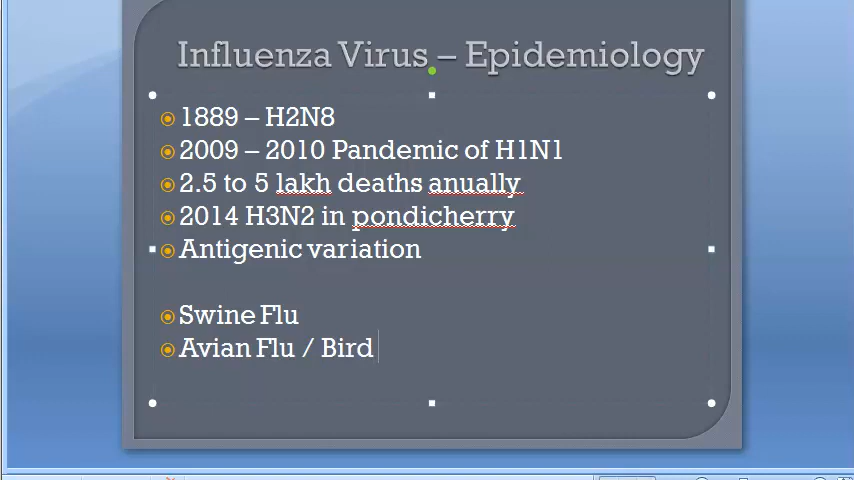 Influenza Virus – Epidemiology
1889 – H2N8
2009 – 2010 Pandemic of H1N1
2.5 to 5 lakh deaths anually
2014 H3N2 in pondicherry
Antigenic variation
Swine Flu
Avian Flu / Bird